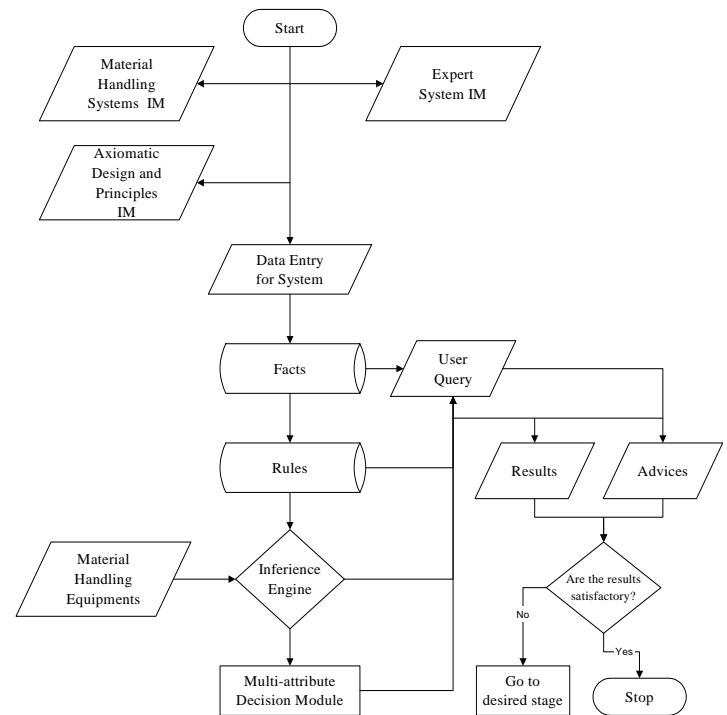 Start
Material
Handling
Systems IM
Expert
System IM
Axiomatic
Design and
Principles
IM
Data Entry
for System
Facts
User
Query
Rules
Results
Advices
Material
Handling
Equipments
Inferience
Engine
Are the results
satisfactory?
No
Yes
Multi-attribute
Decision Module
Go to
desired stage
Stop